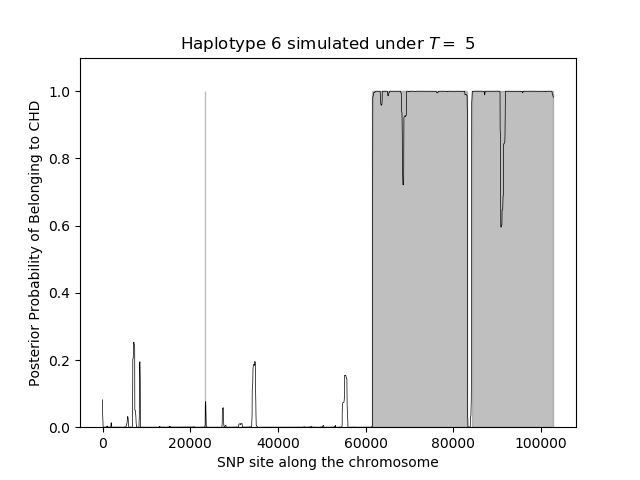 Haplotype 6 simulated under T = 5
Posterior Probability of Belonging to CHD
1.0
0.8
0.6
0.4
0.2
0.0
0 20000 40000 60000 80000 100000
SNP site along the chromosome